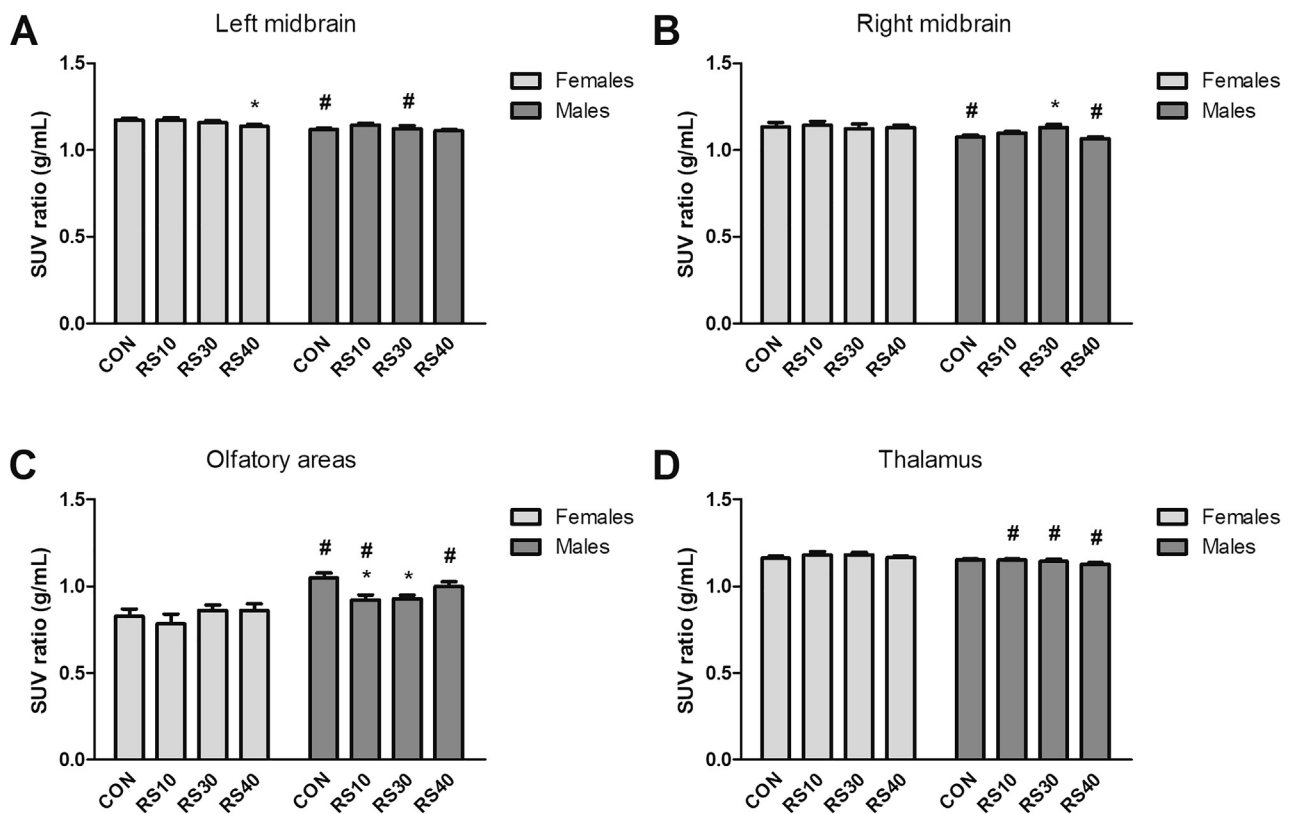 A
Left midbrain
SUV ratio (g/mL)
1.5
1.0
0.5
0.0
* # #
Females
Males
CON RS10 RS30 RS40 CON RS10 RS30 RS40
B
Right midbrain
SUV ratio (g/mL)
1.5
1.0
0.5
0.0
# * #
Females
Males
CON RS10 RS30 RS40 CON RS10 RS30 RS40
C
Olfatory areas
SUV ratio (g/mL)
1.5
1.0
0.5
0.0
# # #
* *
Females
Males
CON RS10 RS30 RS40 CON RS10 RS30 RS40
D
Thalamus
SUV ratio (g/mL)
1.5
1.0
0.5
0.0
# # #
Females
Males
CON RS10 RS30 RS40 CON RS10 RS30 RS40